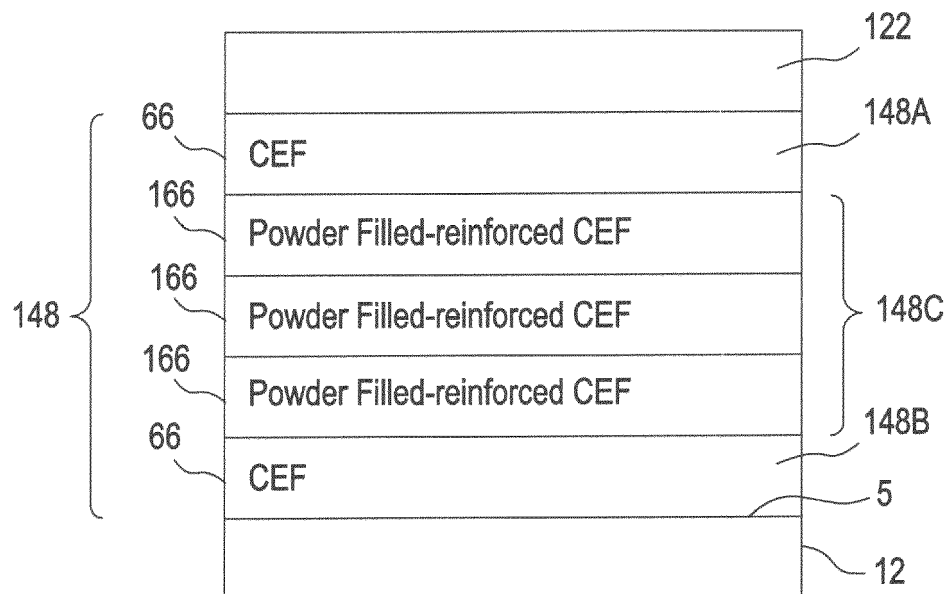 122
66
148A
CEF
166
Powder Filled-reinforced CEF
166
148
Powder Filled-reinforced CEF
148C
166
Powder Filled-reinforced CEF
66
148B
CEF
5
12